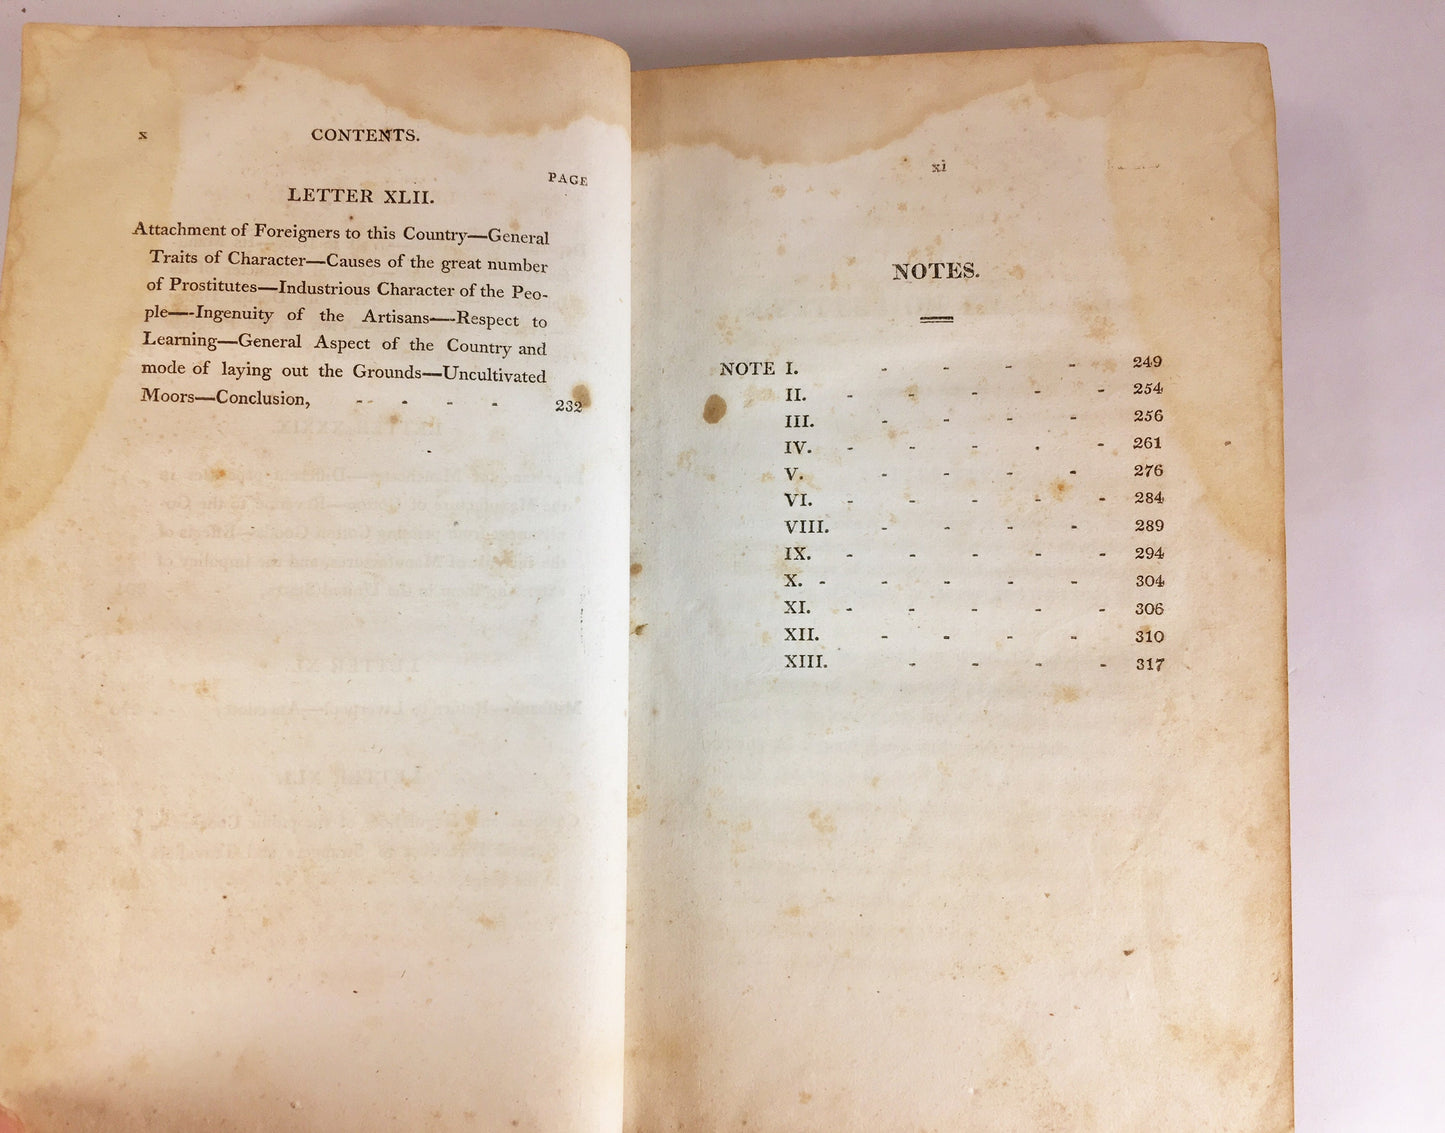 x
CONTENTS.
PAGE
LETTER XLII.
Attachment of Foreigners to this Country—General
Traits of Character—Causes of the great number
of Prostitutes—Industrious Character of the Peo-
ple—-Ingenuity of the Artisans—-Respect to
Learning—General Aspect of the Country and
mode of laying out the Grounds—Uncultivated
Moors—Conclusion, - - - - 232
xi
NOTES.
NOTE I. - - - - 249
II. - - - - - 254
III. - - - - 256
IV. - - - - - 261
V. - - - - 276
VI. - - - - - 284
VIII. - - - - 289
IX. - - - - - 294
X. - - - - - 304
XI. - - - - - 306
XII. - - - - 310
XIII. - - - - 317